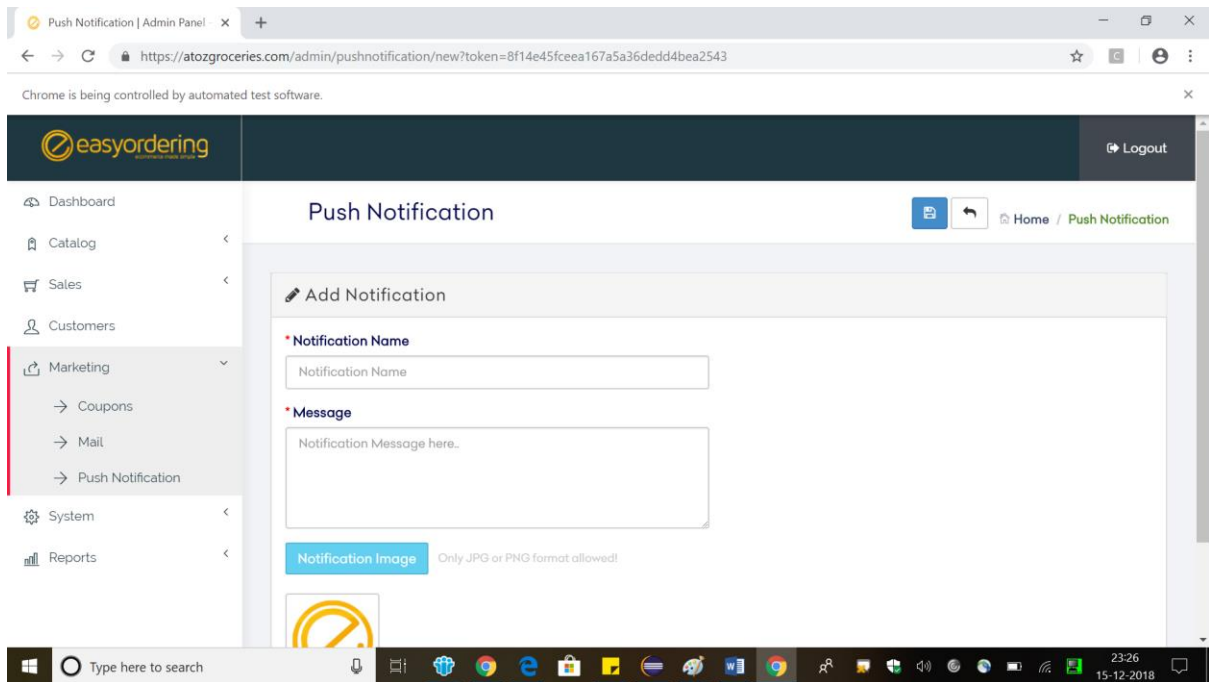 Push Notification | Admin Panel
https://atozgroceries.com/admin/pushnotification/new?token=8f14e45fceea167a5a36dedd4bea2543
Chrome is being controlled by automated test software.
easyordering
ecommerce made simple
Logout
Dashboard
Catalog
Sales
Customers
Marketing
Coupons
Mail
Push Notification
System
Reports
Push Notification
Home / Push Notification
Add Notification
*Notification Name
Notification Name
*Message
Notification Message here..
Notification Image Only JPG or PNG format allowed!
Type here to search
23:26
15-12-2018